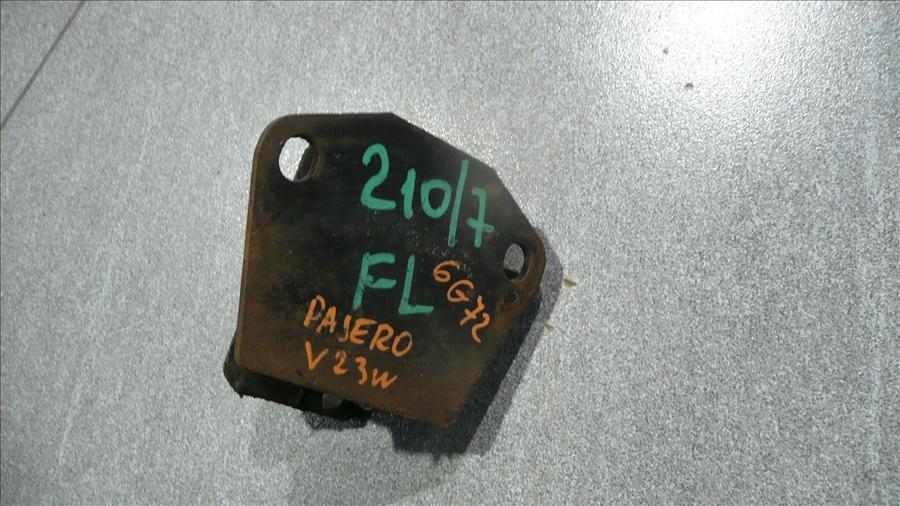 210/7
FL
6G72
PAJERO
V23W